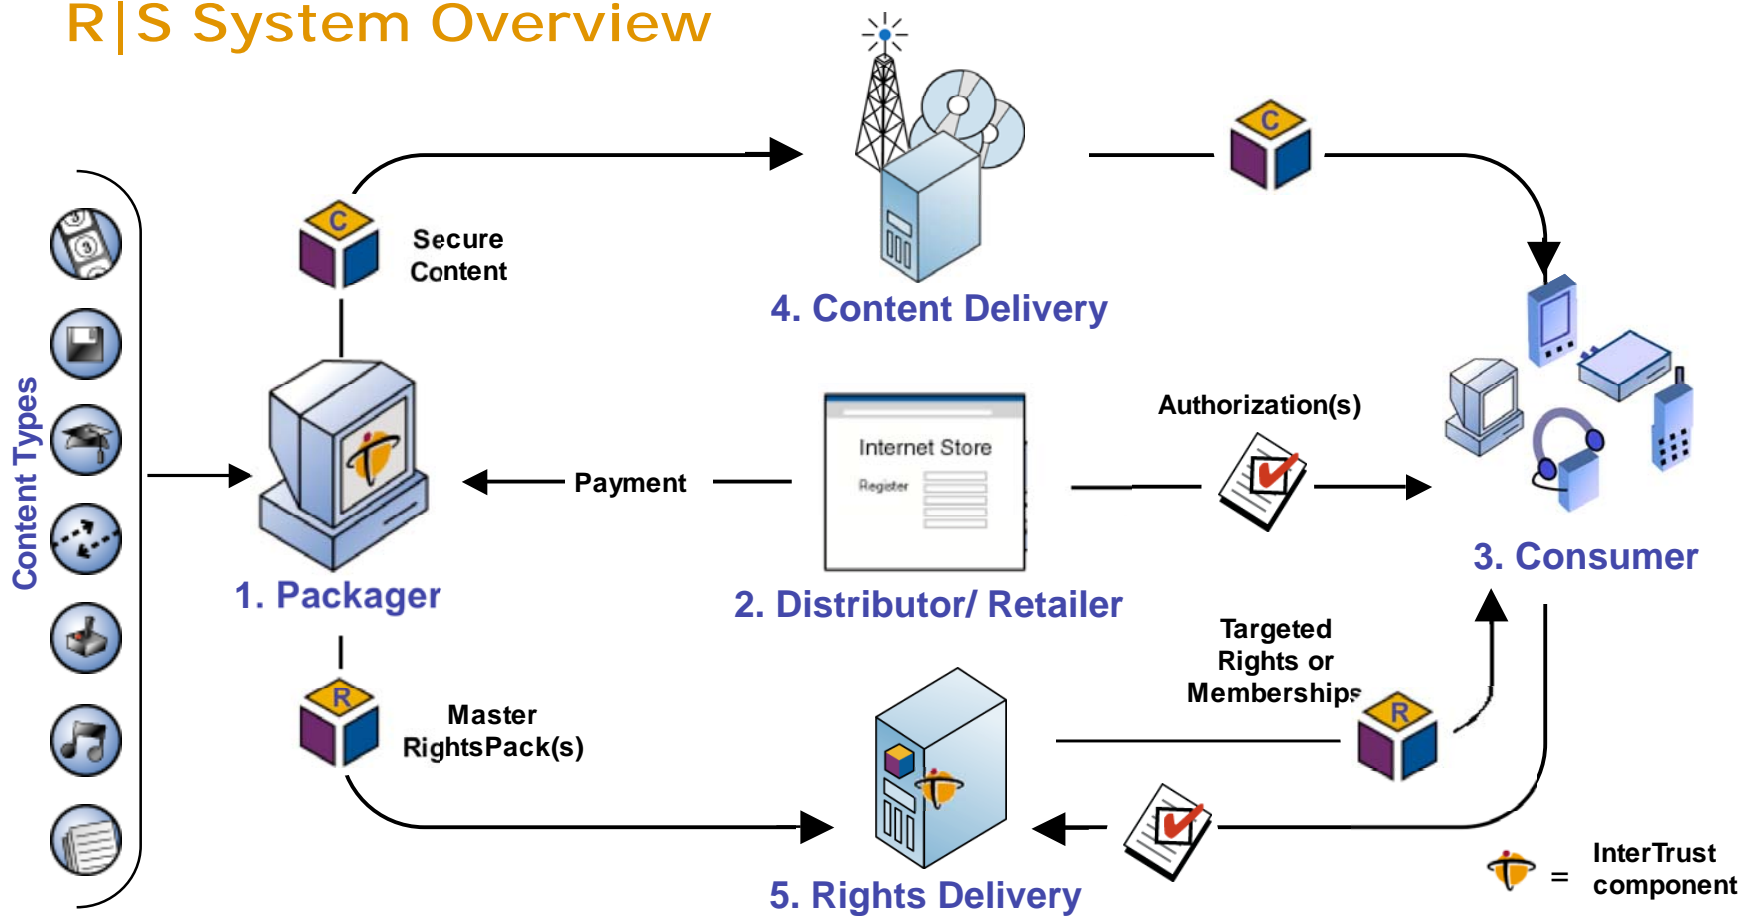 R|S System Overview
C
C
Secure
Content
4. Content Delivery
Content Types
Authorization(s)
Internet Store
Register
Payment
1. Packager
2. Distributor/ Retailer
3. Consumer
Targeted
Rights or
Memberships
R
Master
RightsPack(s)
R
5. Rights Delivery
=
InterTrust
component